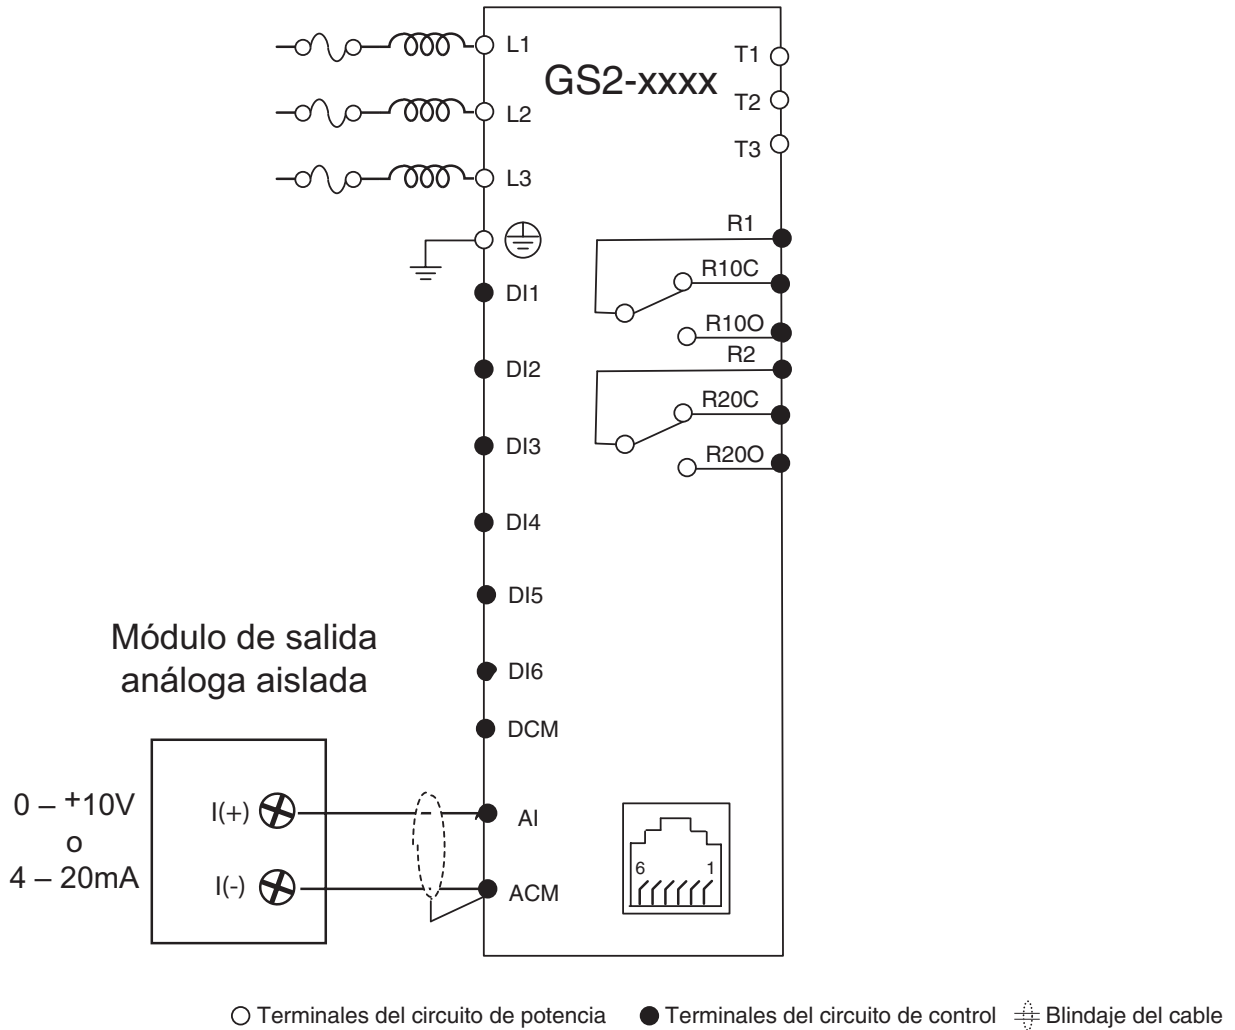 L1
GS2-xxxx
T1
L2
T2
T3
L3
R1
R10C
DI1
R10O
R2
DI2
R20C
DI3
R20O
DI4
DI5
Módulo de salida
análoga aislada
DI6
DCM
0 – +10V
o
4 – 20mA
I(+)
AI
I(-)
ACM
6 1
Terminales del circuito de potencia
Terminales del circuito de control
Blindaje del cable